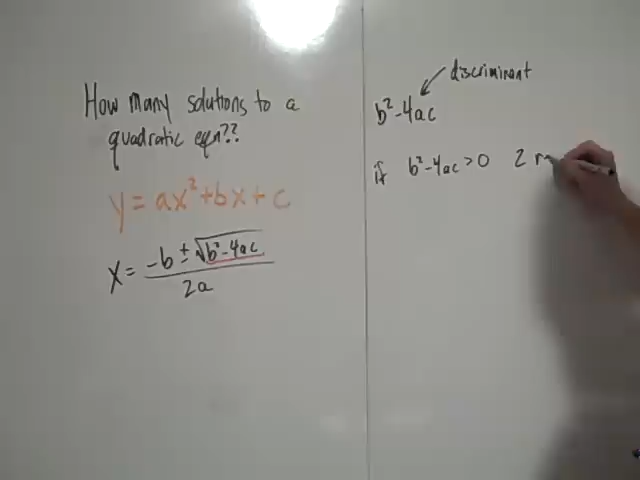 How many solutions to a
quadratic eqn??
y = ax² + bx + c
x = -b ± √b² - 4ac / 2a
discriminant
b² - 4ac
if b² - 4ac > 0 2 r